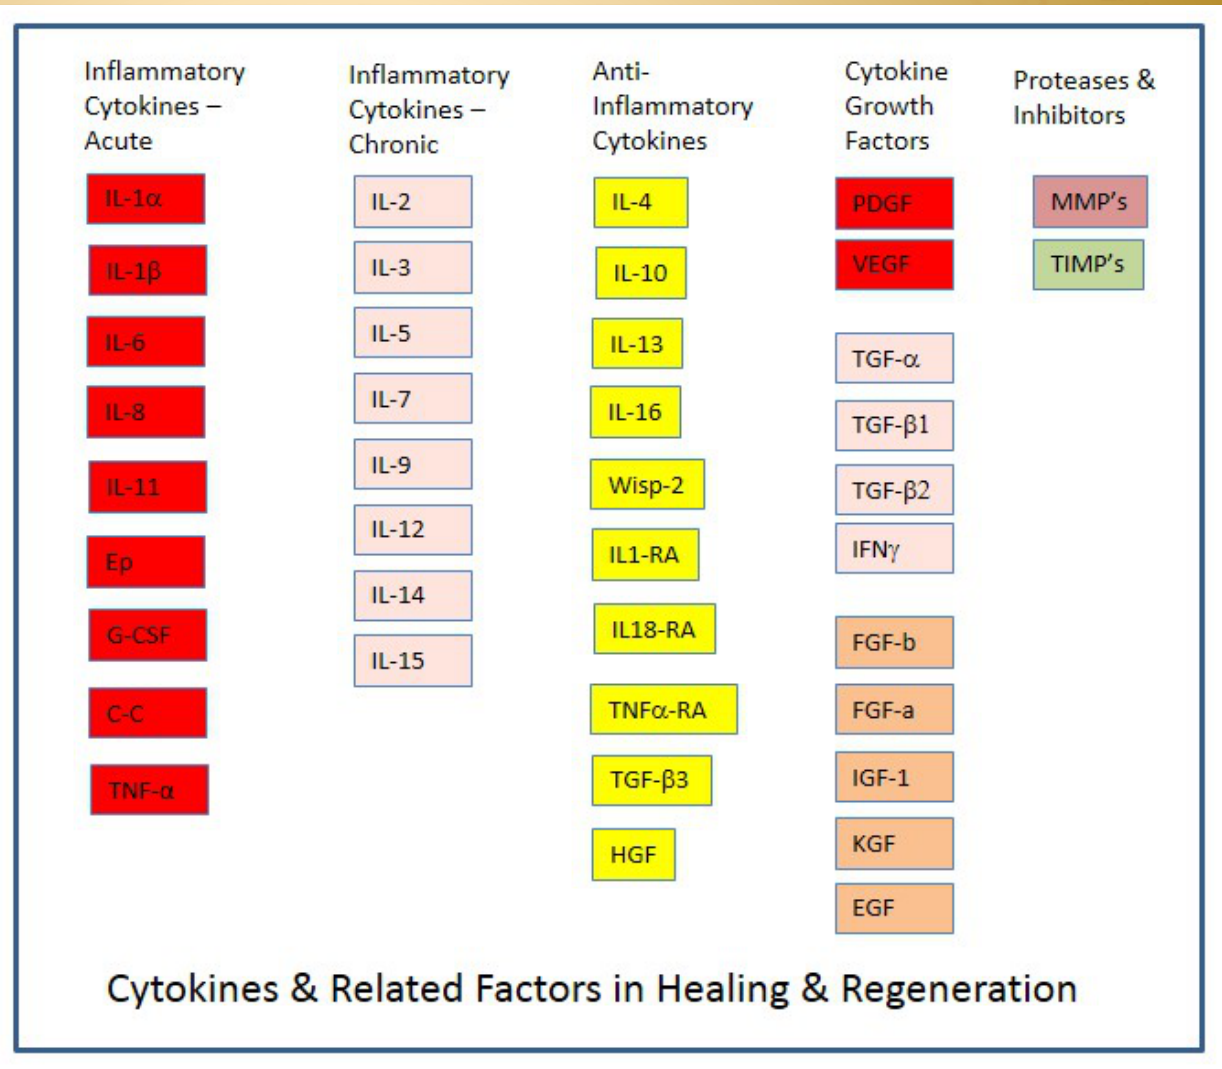 Inflammatory
Cytokines –
Acute
IL-1α
IL-1β
IL-6
IL-8
IL-11
Ep
G-CSF
C-C
TNF-α
Inflammatory
Cytokines –
Chronic
IL-2
IL-3
IL-5
IL-7
IL-9
IL-12
IL-14
IL-15
Anti-
Inflammatory
Cytokines
IL-4
IL-10
IL-13
IL-16
Wisp-2
IL1-RA
IL18-RA
TNFα-RA
TGF-β3
HGF
Cytokine
Growth
Factors
PDGF
VEGF
TGF-α
TGF-β1
TGF-β2
IFNγ
FGF-b
FGF-a
IGF-1
KGF
EGF
Proteases &
Inhibitors
MMP's
TIMP's
Cytokines & Related Factors in Healing & Regeneration